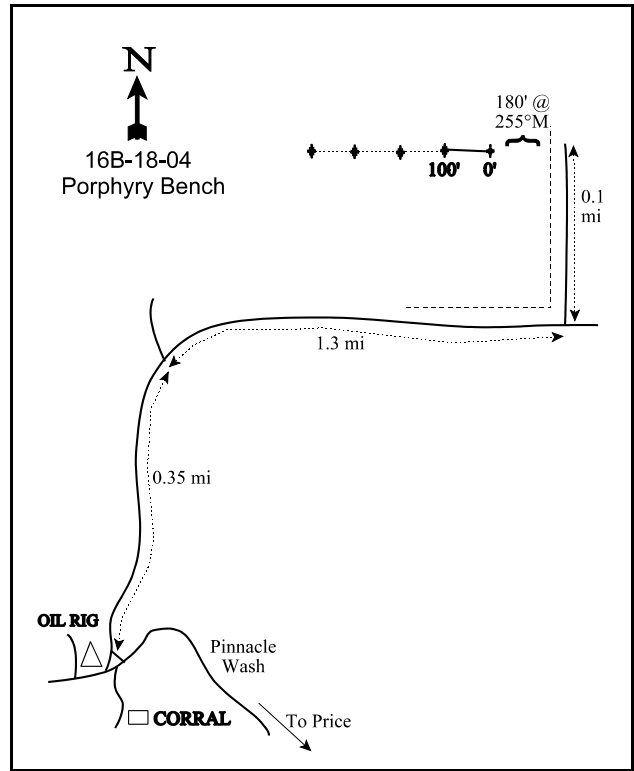 N
16B-18-04
Porphyry Bench
180' @
255°M
100'
0'
0.1
mi
1.3 mi
0.35 mi
OIL RIG
Pinnacle
Wash
CORRAL
To Price